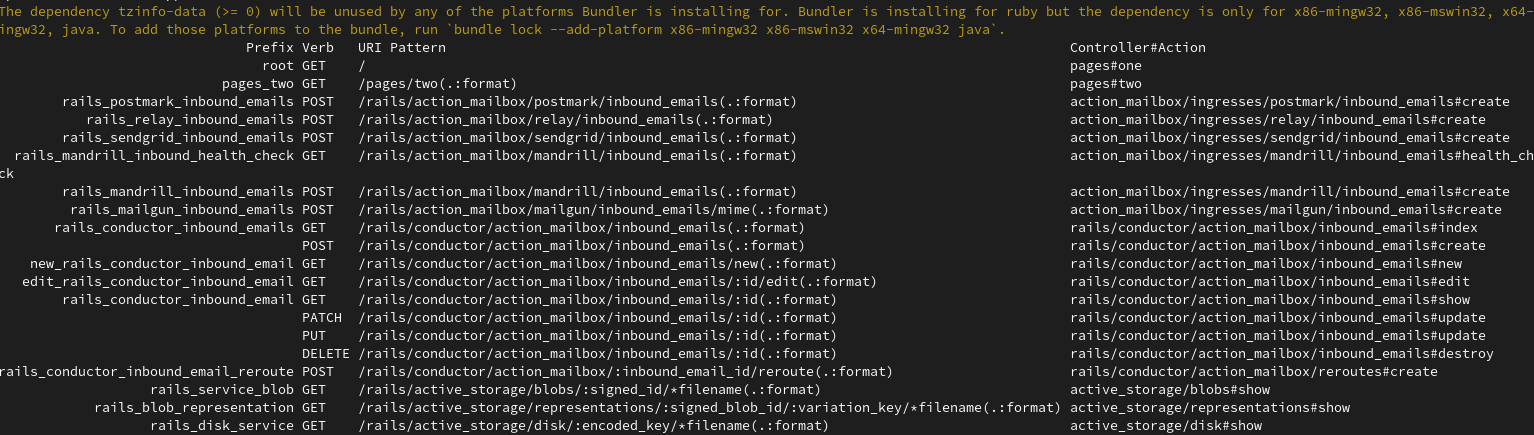 The dependency tzinfo-data (>= 0) will be unused by any of the platforms Bundler is installing for. Bundler is installing for ruby but the dependency is only for x86-mingw32, x86-mswin32, x64-
ingw32, java. To add those platforms to the bundle, run `bundle lock --add-platform x86-mingw32 x86-mswin32 x64-mingw32 java`.
Prefix Verb URI Pattern Controller#Action
root GET / pages#one
pages_two GET /pages/two(.:format) pages#two
rails_postmark_inbound_emails POST /rails/action_mailbox/postmark/inbound_emails(.:format) action_mailbox/ingresses/postmark/inbound_emails#create
rails_relay_inbound_emails POST /rails/action_mailbox/relay/inbound_emails(.:format) action_mailbox/ingresses/relay/inbound_emails#create
rails_sendgrid_inbound_emails POST /rails/action_mailbox/sendgrid/inbound_emails(.:format) action_mailbox/ingresses/sendgrid/inbound_emails#create
rails_mandrill_inbound_health_check GET /rails/action_mailbox/mandrill/inbound_emails(.:format) action_mailbox/ingresses/mandrill/inbound_emails#health_ch
ck
rails_mandrill_inbound_emails POST /rails/action_mailbox/mandrill/inbound_emails(.:format) action_mailbox/ingresses/mandrill/inbound_emails#create
rails_mailgun_inbound_emails POST /rails/action_mailbox/mailgun/inbound_emails/mime(.:format) action_mailbox/ingresses/mailgun/inbound_emails#create
rails_conductor_inbound_emails GET /rails/conductor/action_mailbox/inbound_emails(.:format) rails/conductor/action_mailbox/inbound_emails#index
POST /rails/conductor/action_mailbox/inbound_emails(.:format) rails/conductor/action_mailbox/inbound_emails#create
new_rails_conductor_inbound_email GET /rails/conductor/action_mailbox/inbound_emails/new(.:format) rails/conductor/action_mailbox/inbound_emails#new
edit_rails_conductor_inbound_email GET /rails/conductor/action_mailbox/inbound_emails/:id/edit(.:format) rails/conductor/action_mailbox/inbound_emails#edit
rails_conductor_inbound_email GET /rails/conductor/action_mailbox/inbound_emails/:id(.:format) rails/conductor/action_mailbox/inbound_emails#show
PATCH /rails/conductor/action_mailbox/inbound_emails/:id(.:format) rails/conductor/action_mailbox/inbound_emails#update
PUT /rails/conductor/action_mailbox/inbound_emails/:id(.:format) rails/conductor/action_mailbox/inbound_emails#update
DELETE /rails/conductor/action_mailbox/inbound_emails/:id(.:format) rails/conductor/action_mailbox/inbound_emails#destroy
rails_conductor_inbound_email_reroute POST /rails/conductor/action_mailbox/:inbound_email_id/reroute(.:format) rails/conductor/action_mailbox/reroutes#create
rails_service_blob GET /rails/active_storage/blobs/:signed_id/*filename(.:format) active_storage/blobs#show
rails_blob_representation GET /rails/active_storage/representations/:signed_blob_id/:variation_key/*filename(.:format) active_storage/representations#show
rails_disk_service GET /rails/active_storage/disk/:encoded_key/*filename(.:format) active_storage/disk#show